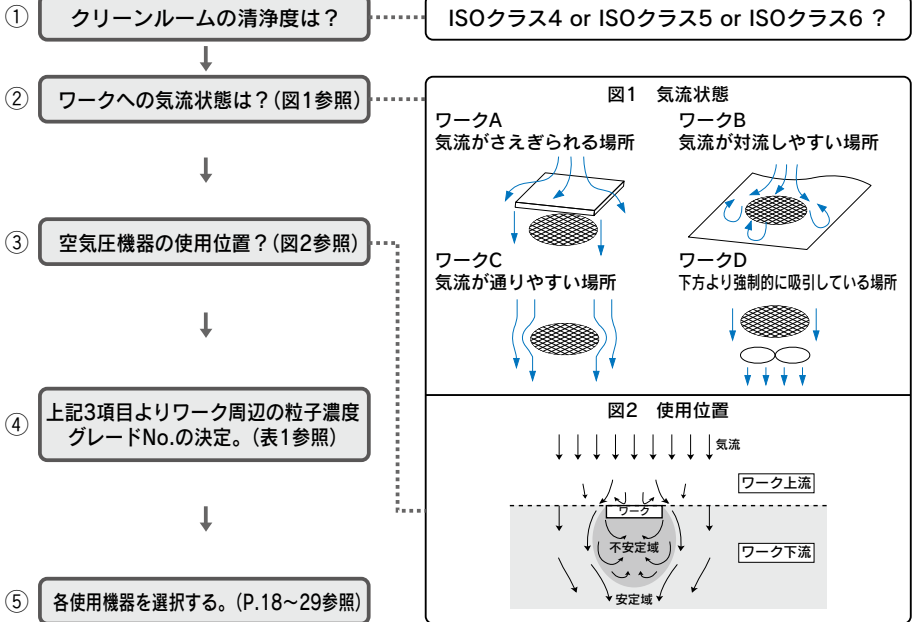 ① クリーンルームの清浄度は？
ISOクラス4 or ISOクラス5 or ISOクラス6 ？
② ワークへの気流状態は？(図1参照)
③ 空気圧機器の使用位置？(図2参照)
④ 上記3項目よりワーク周辺の粒子濃度
グレードNo.の決定。(表1参照)
⑤ 各使用機器を選択する。(P.18～29参照)
図1 気流状態
ワークA
気流がさえぎられる場所
ワークB
気流が対流しやすい場所
ワークC
気流が通りやすい場所
ワークD
下方より強制的に吸引している場所
図2 使用位置
気流
ワーク上流
ワーク
不安定域
ワーク下流
安定域